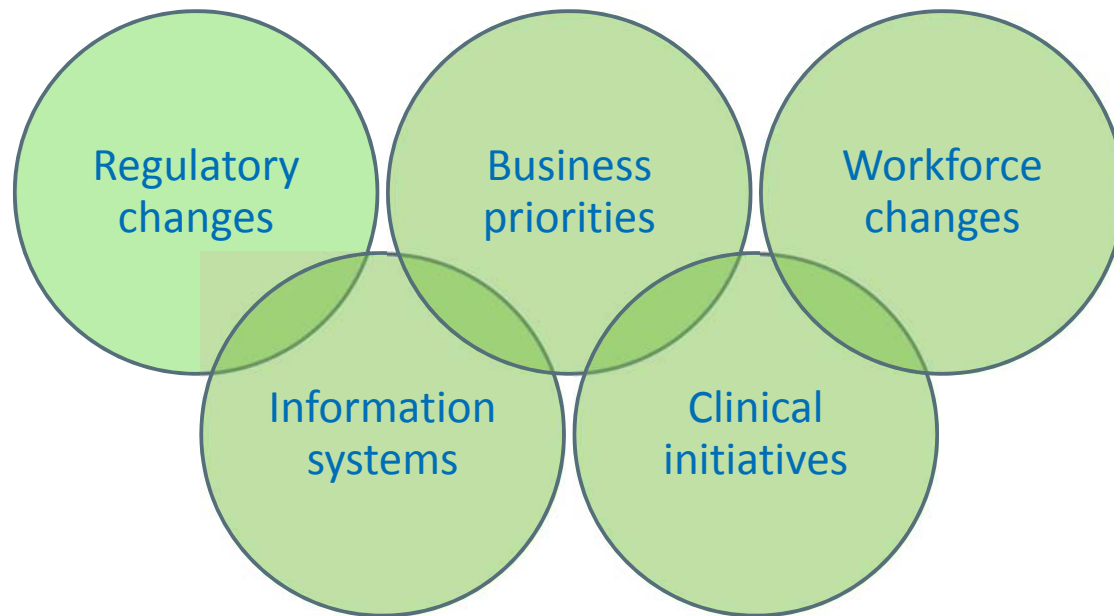 Regulatory
changes
Business
priorities
Workforce
changes
Information
systems
Clinical
initiatives